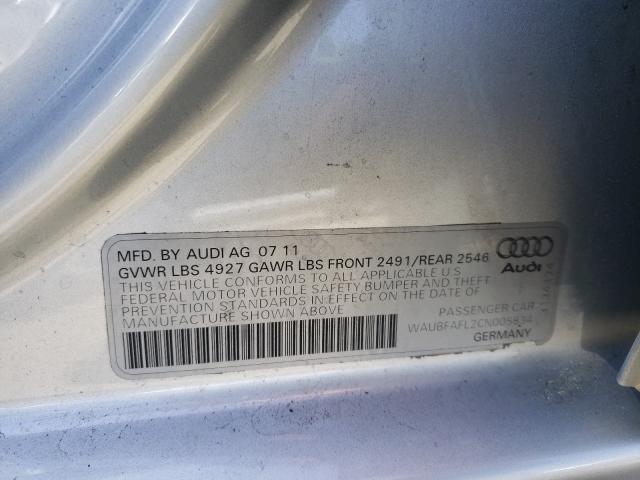 MFD. BY AUDI AG 07 11
GVWR LBS 4927 GAWR LBS FRONT 2491/REAR 2546
THIS VEHICLE CONFORMS TO ALL APPLICABLE U S
FEDERAL MOTOR VEHICLE SAFETY, BUMPER AND THEFT
PREVENTION STANDARDS IN EFFECT ON THE DATE OF
MANUFACTURE SHOWN ABOVE
Audi
PASSENGER CAR
WAUBFAFL2CN005834
GERMANY